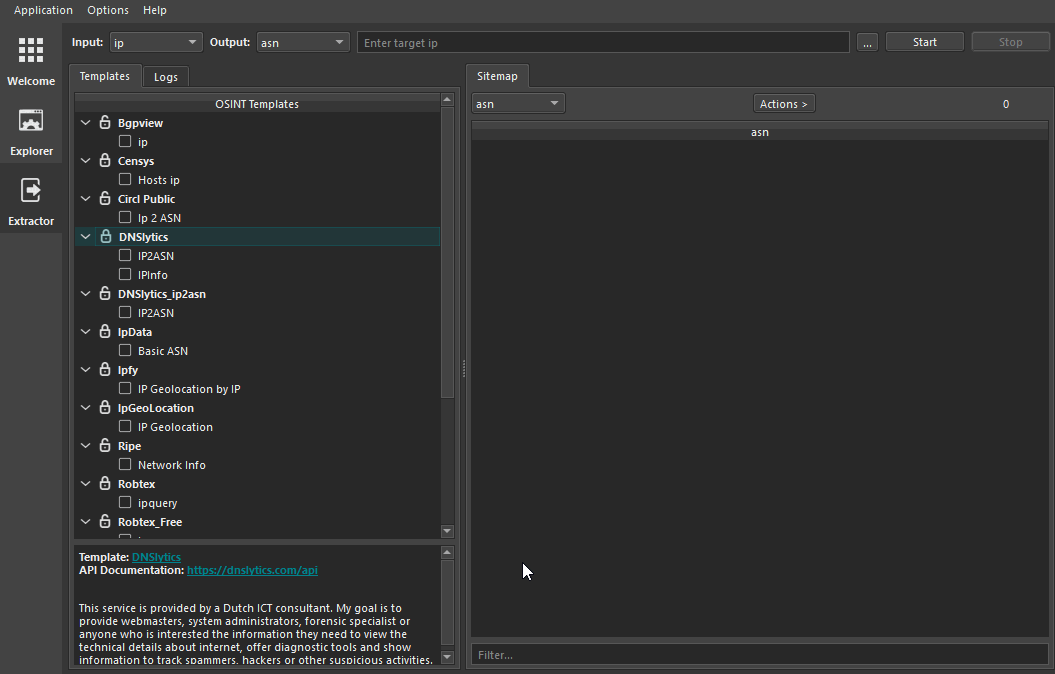 Application Options Help
Input: ip Output: asn Enter target ip ... Start Stop
Welcome
Explorer
Extractor
Templates Logs
OSINT Templates
Bgpview
ip
Censys
Hosts ip
Circl Public
Ip 2 ASN
DNSlytics
IP2ASN
IPInfo
DNSlytics_ip2asn
IP2ASN
IpData
Basic ASN
Ipfy
IP Geolocation by IP
IpGeoLocation
IP Geolocation
Ripe
Network Info
Robtex
ipquery
Robtex_Free
Template: DNSlytics
API Documentation: https://dnslytics.com/api
This service is provided by a Dutch ICT consultant. My goal is to
provide webmasters, system administrators, forensic specialist or
anyone who is interested the information they need to view the
technical details about internet, offer diagnostic tools and show
information to track spammers, hackers or other suspicious activities.
Sitemap
asn Actions > 0
asn
Filter...